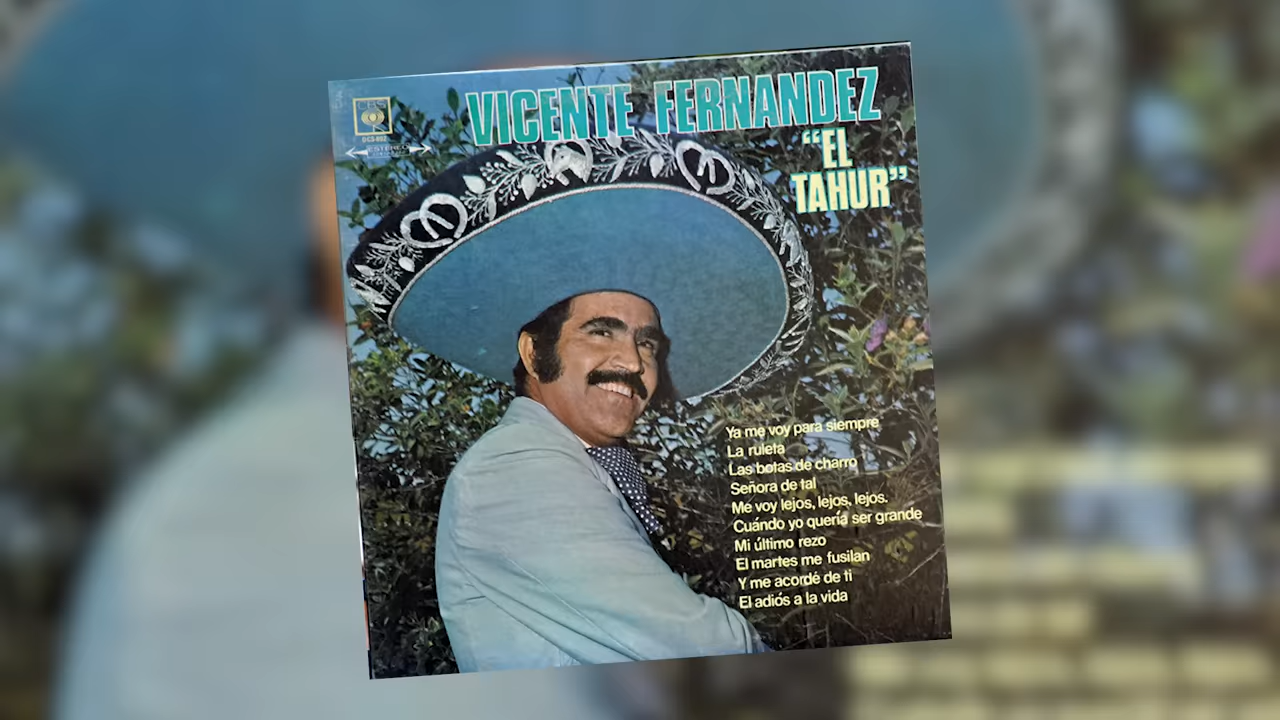 CBS
ESTEREO
VICENTE FERNANDEZ
“EL
TAHUR”
Ya me voy para siempre
La ruleta
Las botas de charro
Señora de tal
Me voy lejos, lejos, lejos.
Cuándo yo quería ser grande
Mi último rezo
El martes me fusilan
Y me acordé de ti
El adiós a la vida